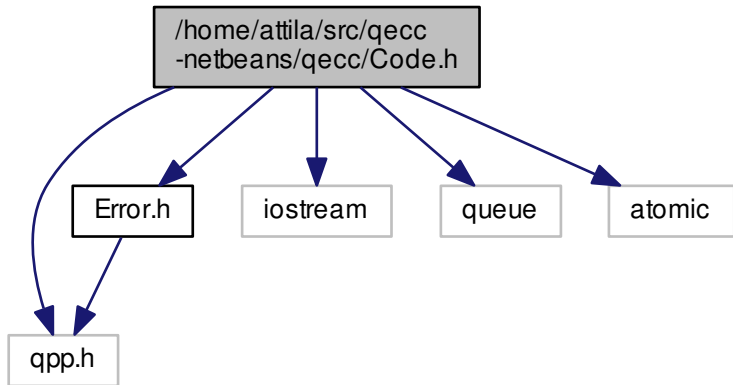 /home/attila/src/qecc
-netbeans/qecc/Code.h
Error.h
iostream
queue
atomic
qpp.h